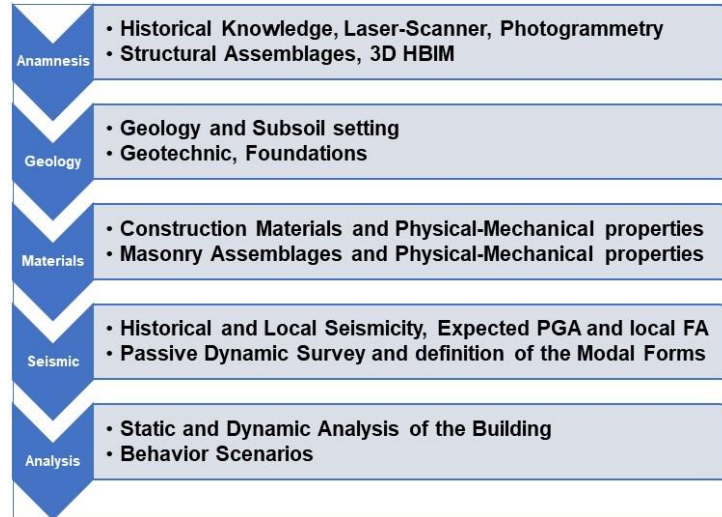 Anamnesis
• Historical Knowledge, Laser-Scanner, Photogrammetry
• Structural Assemblages, 3D HBIM
Geology
• Geology and Subsoil setting
• Geotechnic, Foundations
Materials
• Construction Materials and Physical-Mechanical properties
• Masonry Assemblages and Physical-Mechanical properties
Seismic
• Historical and Local Seismicity, Expected PGA and local FA
• Passive Dynamic Survey and definition of the Modal Forms
Analysis
• Static and Dynamic Analysis of the Building
• Behavior Scenarios